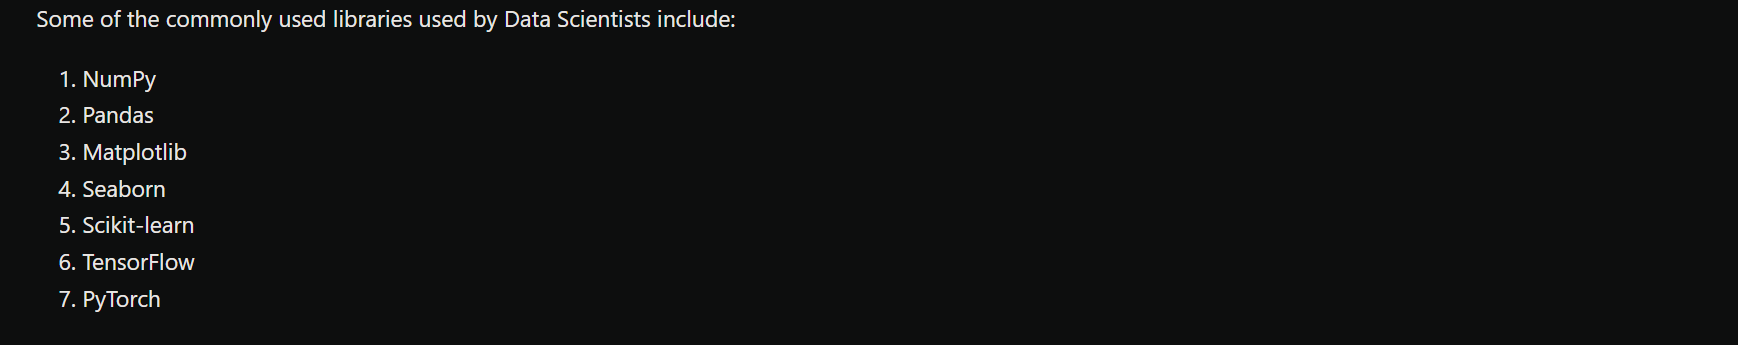 Some of the commonly used libraries used by Data Scientists include:
1. NumPy
2. Pandas
3. Matplotlib
4. Seaborn
5. Scikit-learn
6. TensorFlow
7. PyTorch